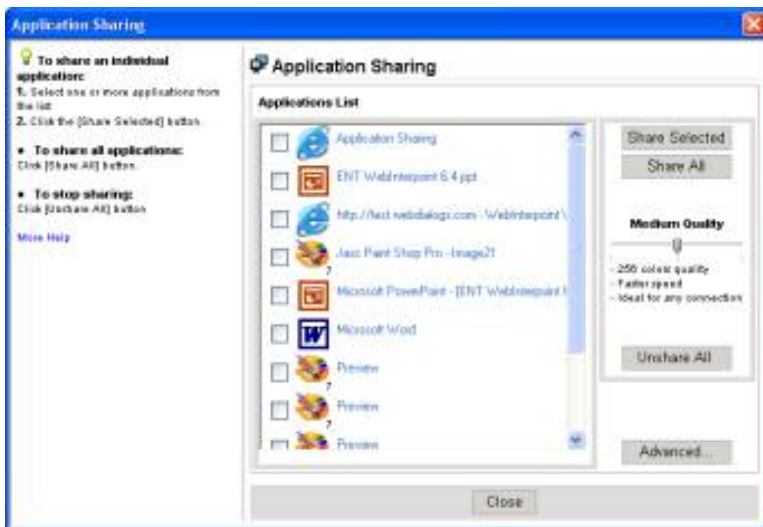 Application Sharing
To share an individual
application:
1. Select one or more applications from
the list
2. Click the [Share Selected] button.
• To share all applications:
Click [Share All] button.
• To stop sharing:
Click [Unshare All] button
More Help
Application Sharing
Applications List
Application Sharing
ENT WebInterpoint 6.4.ppt
http://test.webdialogs.com - WebInterpoint \
Jasc Paint Shop Pro - Image21
7
Microsoft PowerPoint - [ENT WebInterpoint
Microsoft Word
Preview
7
Preview
7
Preview
Share Selected
Share All
Medium Quality
- 256 colors quality
- Faster speed
- Ideal for any connection
Unshare All
Advanced...
Close